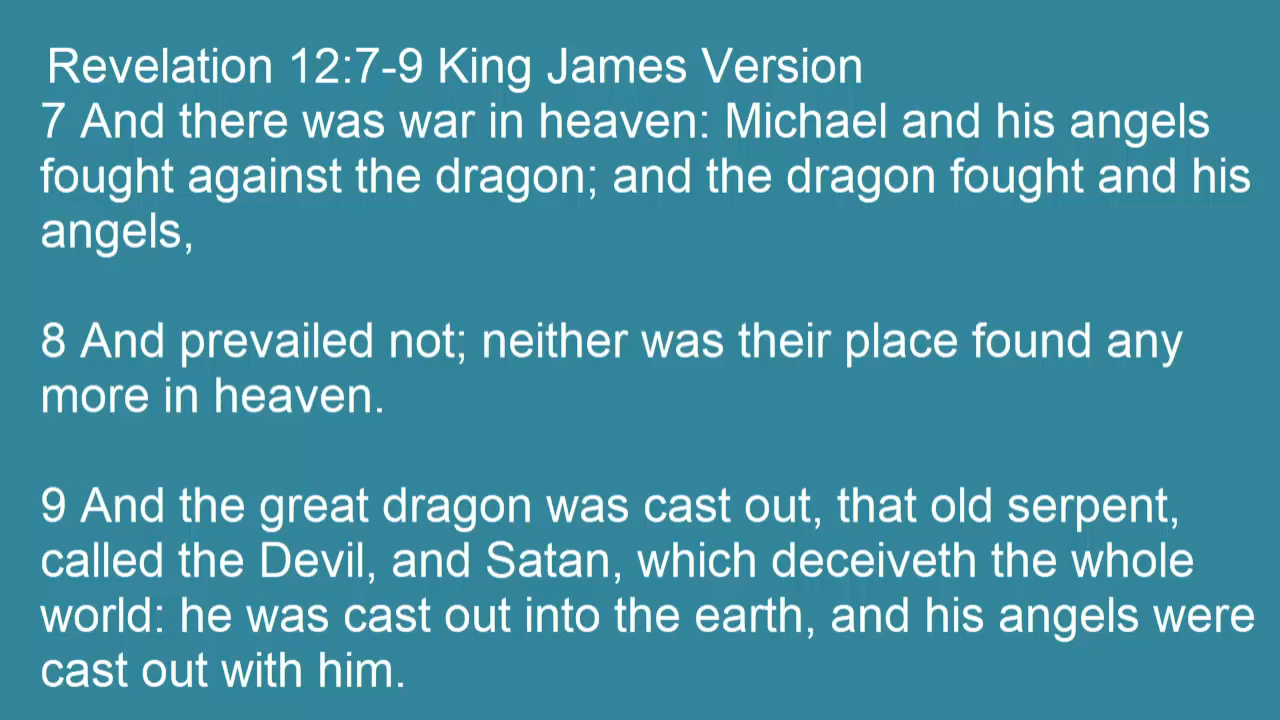 Revelation 12:7-9 King James Version
7 And there was war in heaven: Michael and his angels
fought against the dragon; and the dragon fought and his
angels,
8 And prevailed not; neither was their place found any
more in heaven.
9 And the great dragon was cast out, that old serpent,
called the Devil, and Satan, which deceiveth the whole
world: he was cast out into the earth, and his angels were
cast out with him.